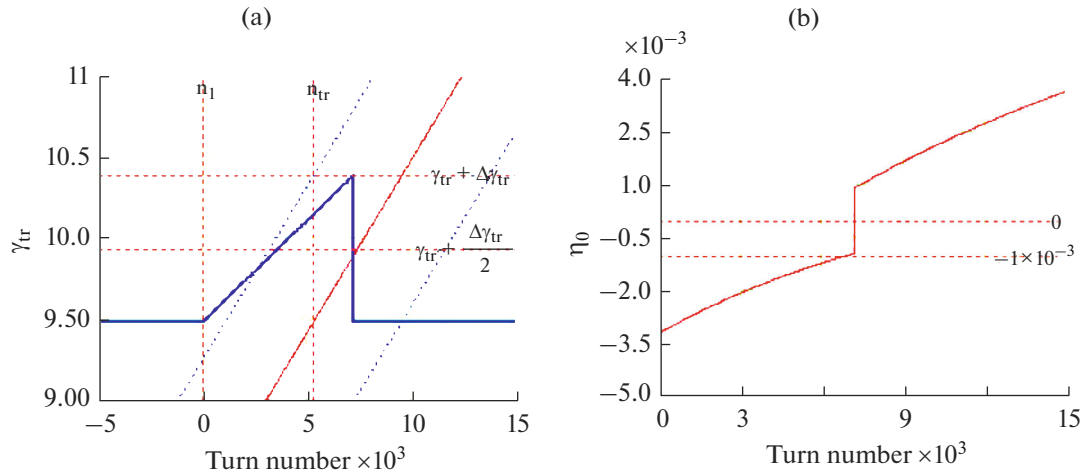 (a)
(b)
×10⁻³
11
10.5
10.0
9.50
9.00
γtr
n1
ntr
γtr + Δγtr
γtr + Δγtr/2
−5
0
5
10
15
Turn number ×10³
4.0
2.5
1.0
−0.5
−2.0
−3.5
−5.0
η0
0
−1×10⁻³
0
3
9
15
Turn number ×10³